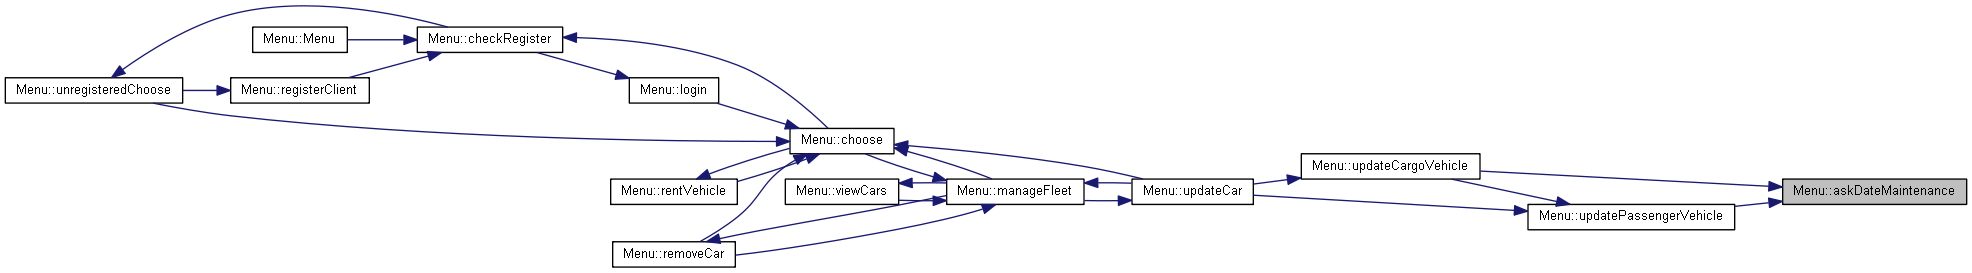 Menu::Menu
Menu::checkRegister
Menu::unregisteredChoose
Menu::registerClient
Menu::login
Menu::choose
Menu::rentVehicle
Menu::viewCars
Menu::manageFleet
Menu::updateCar
Menu::updateCargoVehicle
Menu::askDateMaintenance
Menu::updatePassengerVehicle
Menu::removeCar